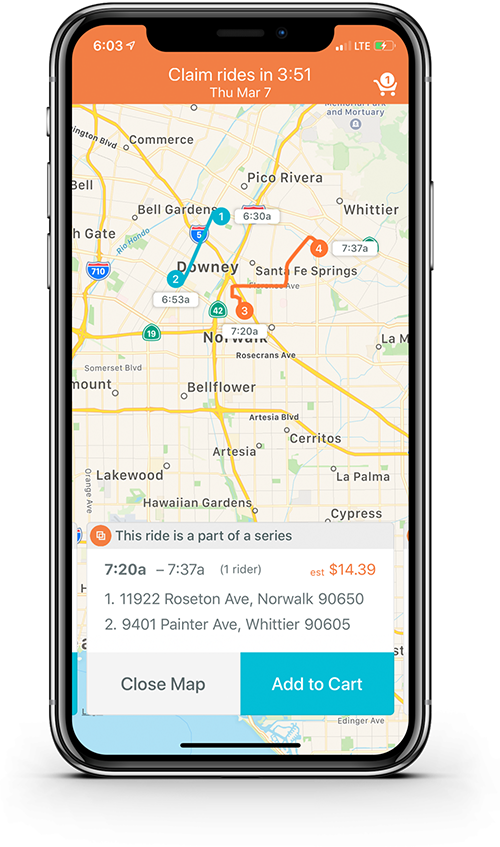 6:03
LTE
Claim rides in 3:51
Thu Mar 7
1
Memorial Park
and Mortuary
Commerce
Pico Rivera
Bell
Bell Gardens
1
6:30a
Whittier
Rio Hondo
5
4
7:37a
710
2
Downey
Santa Fe Springs
Florence Ave
6:53a
42
3
7:20a
19
Norwalk
Rosecrans Ave
Somerset Blvd
Bellflower
Artesia Blvd
Cerritos
Artesia
Lakewood
La Palma
Orange Ave
Hawaiian Gardens
Cypress
This ride is a part of a series
7:20a – 7:37a (1 rider) est $14.39
1. 11922 Roseton Ave, Norwalk 90650
2. 9401 Painter Ave, Whittier 90605
Close Map
Add to Cart
Edinger Ave